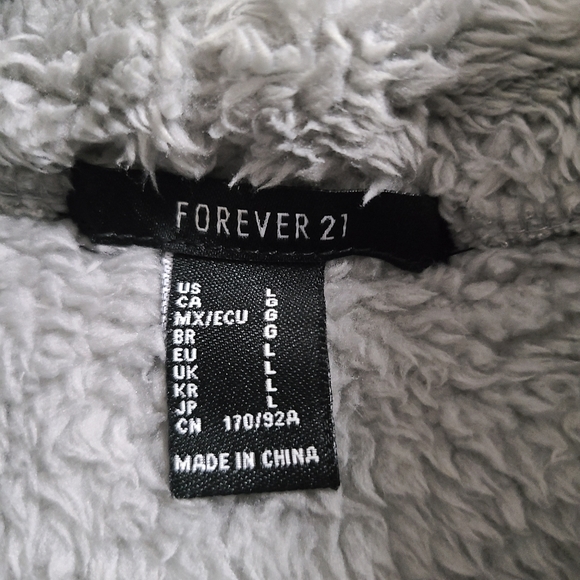 FOREVER 21
US L
CA G
MX/ECU G
BR G
EU L
UK L
KR L
JP L
CN 170/92A
MADE IN CHINA